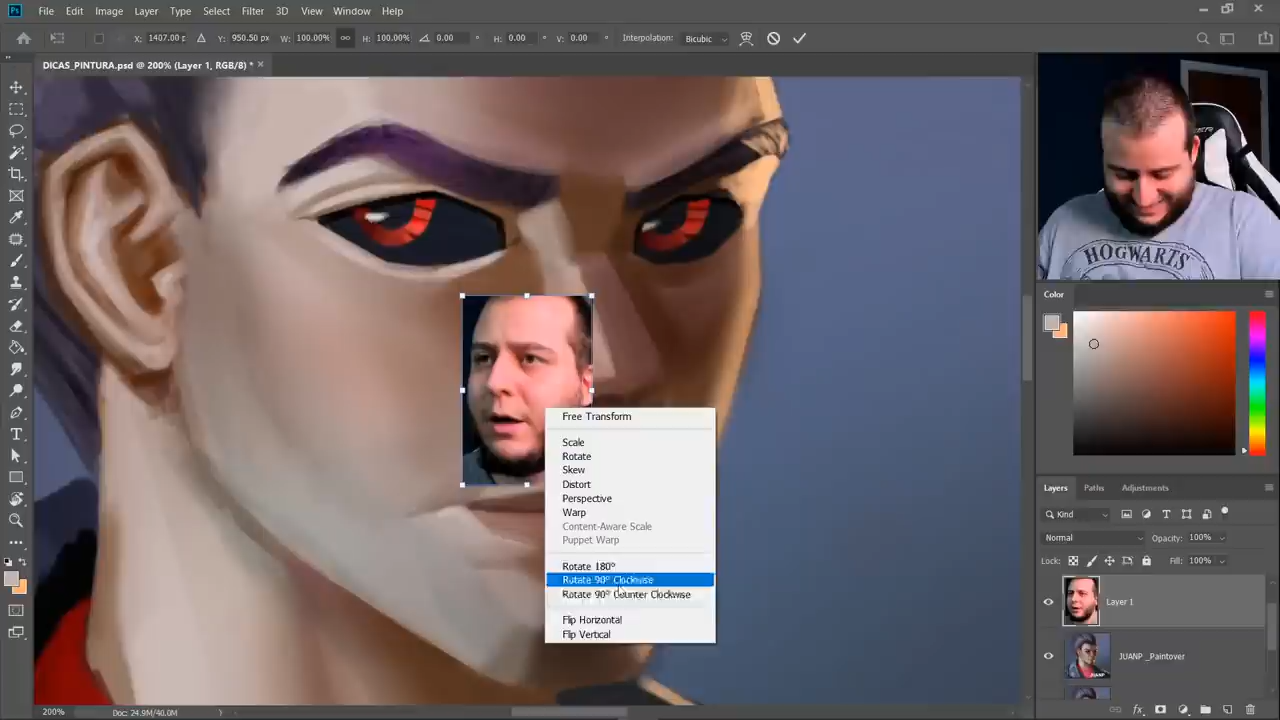 Ps File Edit Image Layer Type Select Filter 3D View Window Help
X: 1407.00 p Y: 950.50 px W: 100.00% H: 100.00% 0.00 ° H: 0.00 ° V: 0.00 ° Interpolation: Bicubic
DICAS_PINTURA.psd @ 200% (Layer 1, RGB/8) *
HOGWARTS
Color
Free Transform
Scale
Rotate
Skew
Distort
Perspective
Warp
Content-Aware Scale
Puppet Warp
Rotate 180°
Rotate 90° Clockwise
Rotate 90° Counter Clockwise
Flip Horizontal
Flip Vertical
Layers Paths Adjustments
Kind
Normal Opacity: 100%
Lock: Fill: 100%
Layer 1
JUANP _Paintover
200% Doc: 24.9M/40.0M